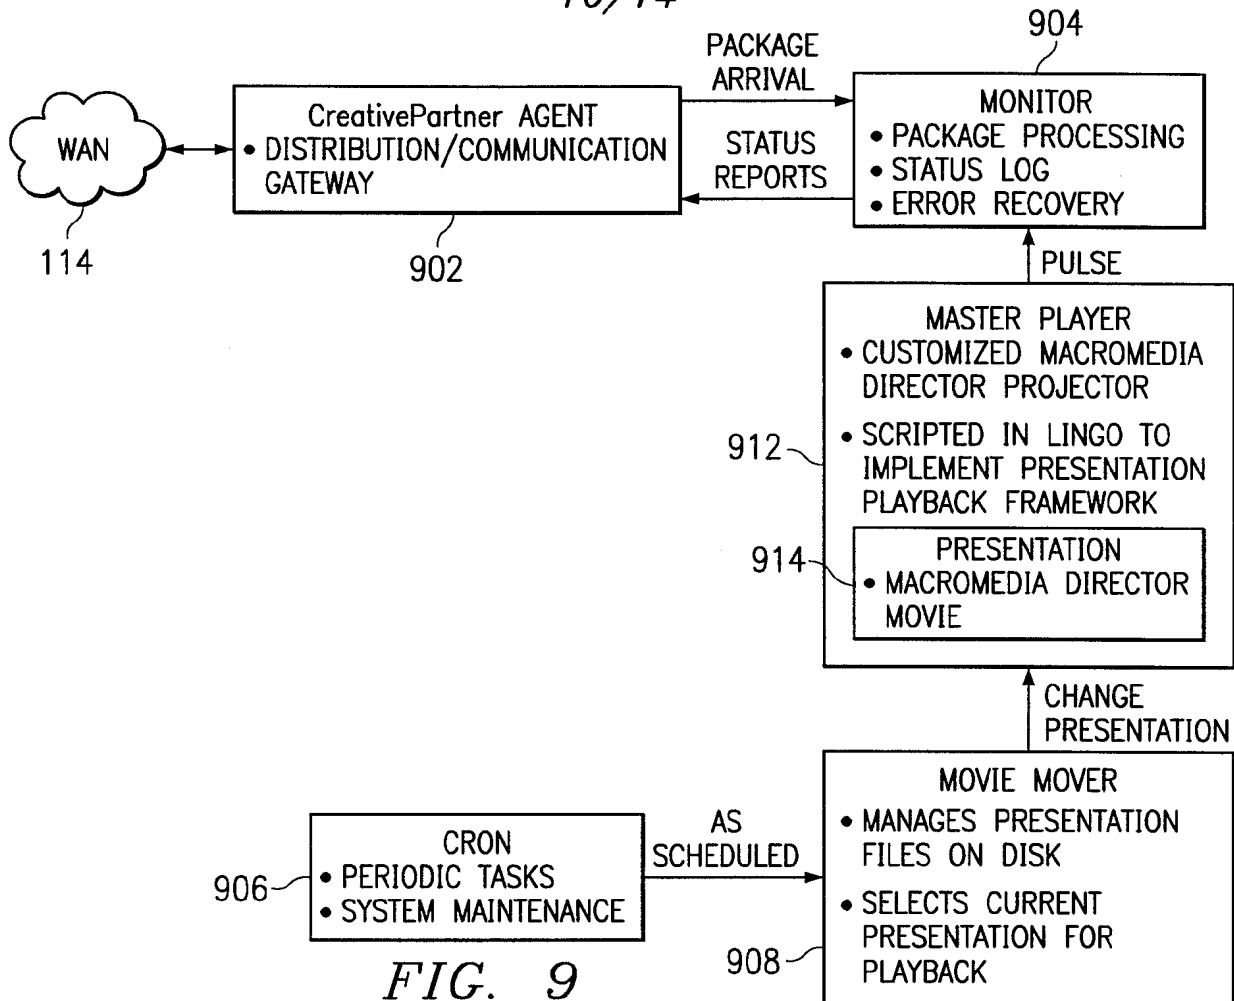 10/14
904
PACKAGE
ARRIVAL
MONITOR
• PACKAGE PROCESSING
• STATUS LOG
• ERROR RECOVERY
CreativePartner AGENT
• DISTRIBUTION/COMMUNICATION
GATEWAY
WAN
STATUS
REPORTS
114
902
PULSE
MASTER PLAYER
• CUSTOMIZED MACROMEDIA
DIRECTOR PROJECTOR
912
• SCRIPTED IN LINGO TO
IMPLEMENT PRESENTATION
PLAYBACK FRAMEWORK
914
PRESENTATION
• MACROMEDIA DIRECTOR
MOVIE
CHANGE
PRESENTATION
MOVIE MOVER
• MANAGES PRESENTATION
FILES ON DISK
• SELECTS CURRENT
PRESENTATION FOR
PLAYBACK
AS
SCHEDULED
CRON
• PERIODIC TASKS
• SYSTEM MAINTENANCE
906
908
FIG. 9